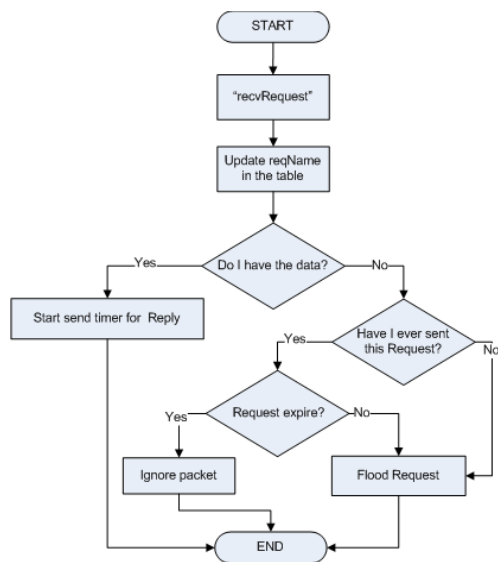 START
“recvRequest”
Update reqName
in the table
Do I have the data?
Yes
No
Start send timer for Reply
Have I ever sent
this Request?
Yes
No
Request expire?
Yes
No
Ignore packet
Flood Request
END